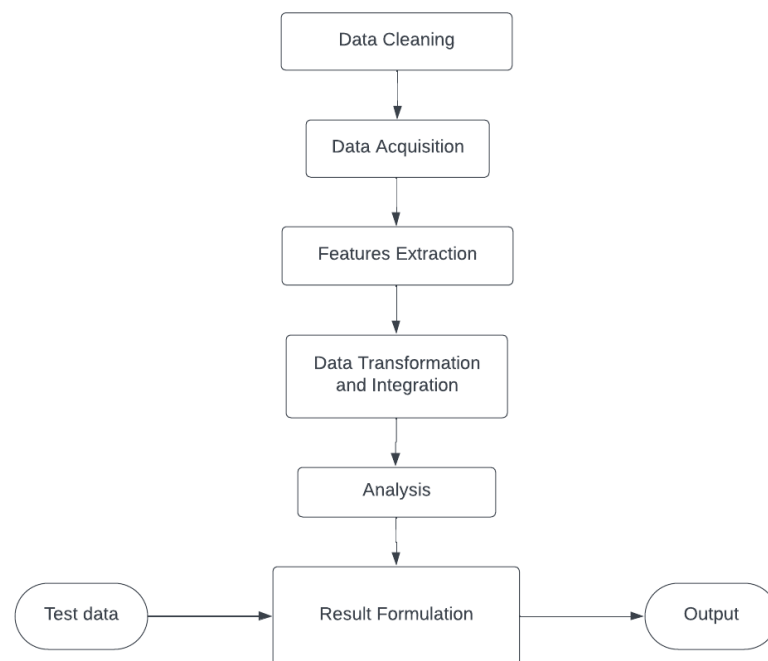 Data Cleaning
Data Acquisition
Features Extraction
Data Transformation
and Integration
Analysis
Test data
Result Formulation
Output